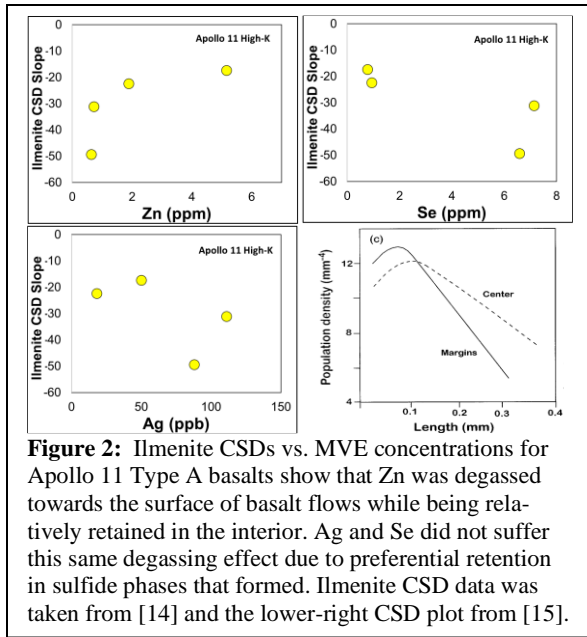 0
-10
-20
-30
-40
-50
-60
Ilmenite CSD Slope
Apollo 11 High-K
0 2 4 6
Zn (ppm)
0
-10
-20
-30
-40
-50
-60
Ilmenite CSD Slope
Apollo 11 High-K
0 2 4 6 8
Se (ppm)
0
-10
-20
-30
-40
-50
-60
Ilmenite CSD Slope
Apollo 11 High-K
0 50 100 150
Ag (ppb)
(c)
Population density (mm⁻⁴)
12
8
4
Center
Margins
0.1 0.2 0.3 0.4
Length (mm)
Figure 2: Ilmenite CSDs vs. MVE concentrations for
Apollo 11 Type A basalts show that Zn was degassed
towards the surface of basalt flows while being rela-
tively retained in the interior. Ag and Se did not suffer
this same degassing effect due to preferential retention
in sulfide phases that formed. Ilmenite CSD data was
taken from [14] and the lower-right CSD plot from [15].